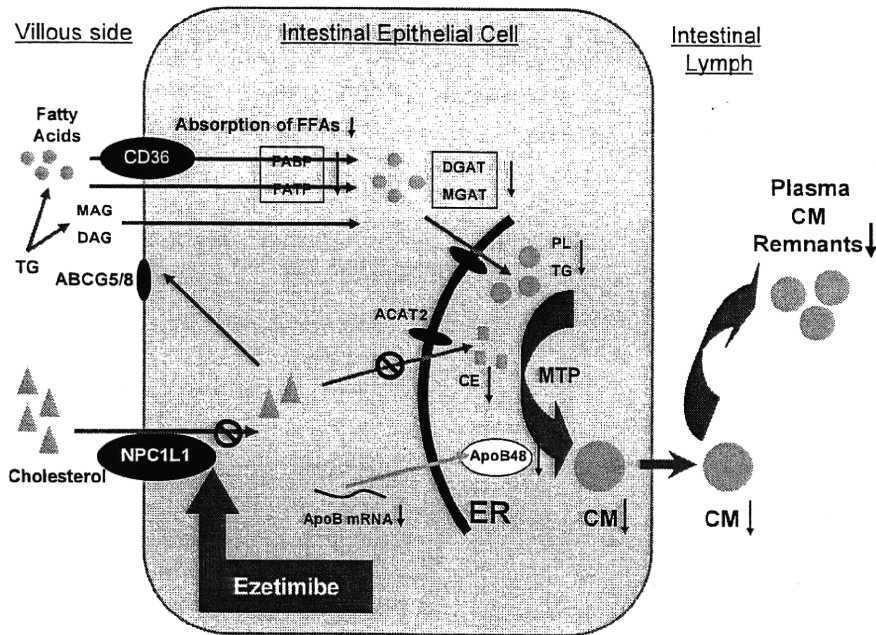 Villous side
Intestinal Epithelial Cell
Intestinal
Lymph
Fatty
Acids
Absorption of FFAs
CD36
FABP
FATP
DGAT
MGAT
MAG
DAG
TG
ABCG5/8
PL
TG
ACAT2
CE
MTP
Plasma
CM
Remnants
Cholesterol
NPC1L1
ApoB48
ApoB mRNA
ER
CM
CM
Ezetimibe